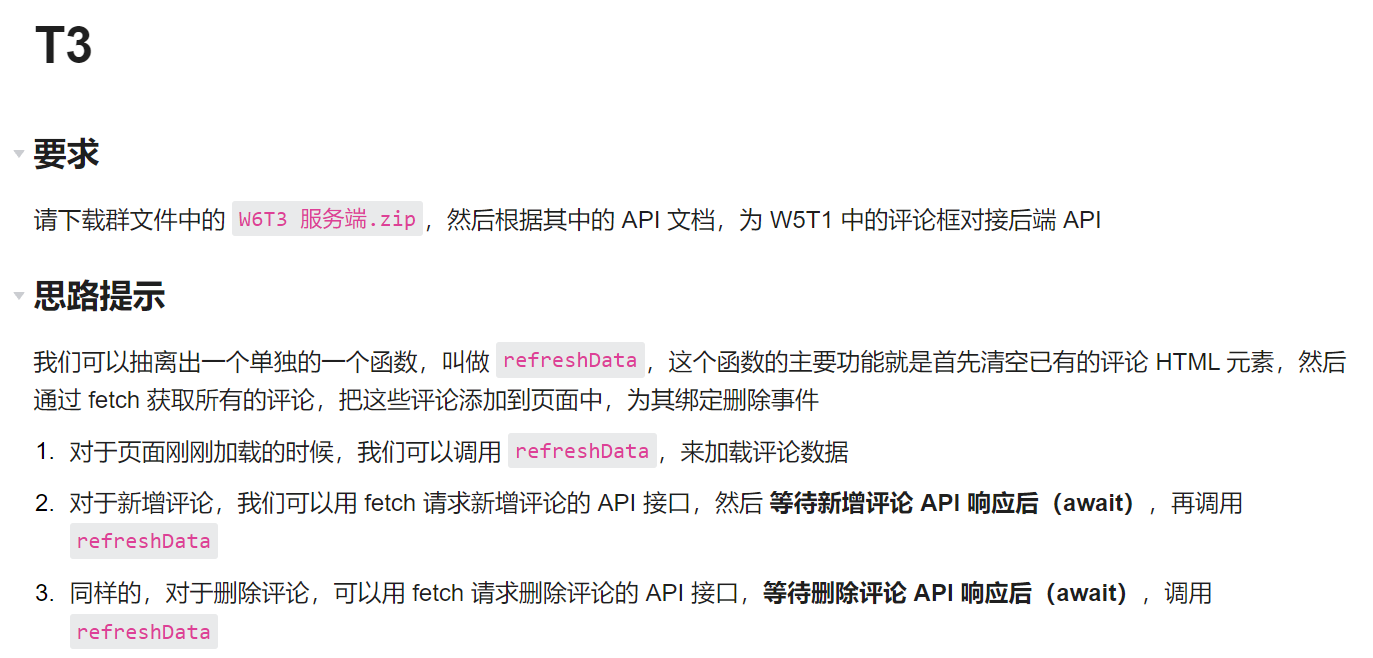 T3
要求
请下载群文件中的 W6T3 服务端.zip，然后根据其中的 API 文档，为 W5T1 中的评论框对接后端 API
思路提示
我们可以抽离出一个单独的一个函数，叫做 refreshData，这个函数的主要功能就是首先清空已有的评论 HTML 元素，然后
通过 fetch 获取所有的评论，把这些评论添加到页面中，为其绑定删除事件
1. 对于页面刚刚加载的时候，我们可以调用 refreshData，来加载评论数据
2. 对于新增评论，我们可以用 fetch 请求新增评论的 API 接口，然后 等待新增评论 API 响应后（await），再调用
refreshData
3. 同样的，对于删除评论，可以用 fetch 请求删除评论的 API 接口，等待删除评论 API 响应后（await），调用
refreshData